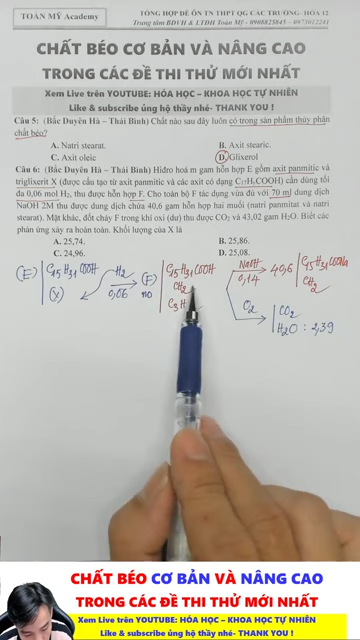 TOÁN MỸ Academy
TỔNG HỢP ĐỀ ÔN TN THPT QG CÁC TRƯỜNG - HÓA 12
Trung tâm BDVH & LTĐH Toán Mỹ - 0908825845 – 0973012241
CHẤT BÉO CƠ BẢN VÀ NÂNG CAO
TRONG CÁC ĐỀ THI THỬ MỚI NHẤT
Xem Live trên YOUTUBE: HÓA HỌC – KHOA HỌC TỰ NHIÊN
Like & subscribe ủng hộ thầy nhé- THANK YOU !
Câu 5: (Bắc Duyên Hà – Thái Bình) Chất nào sau đây luôn có trong sản phẩm thủy phân
chất béo?
A. Natri stearat. B. Axit stearic.
C. Axit oleic D. Glixerol
Câu 6: (Bắc Duyên Hà – Thái Bình) Hiđro hoá m gam hỗn hợp E gồm axit panmitic và
triglixerit X (được cấu tạo từ axit panmitic và các axit có dạng C₁₇HᵧCOOH) cần dùng tối
đa 0,06 mol H₂, thu được hỗn hợp F. Cho toàn bộ F tác dụng vừa đủ với 70 ml dung dịch
NaOH 2M thu được dung dịch chứa 40,6 gam hỗn hợp hai muối (natri panmitat và natri
stearat). Mặt khác, đốt cháy F trong khí oxi (dư) thu được CO₂ và 43,02 gam H₂O. Biết các
phản ứng xảy ra hoàn toàn. Khối lượng của X là
A. 25,74. B. 25,86.
C. 24,96. D. 25,08.
(E) C₁₅H₃₁COOH H₂ (F) C₁₅H₃₁COOH NaOH 40,6 C₁₅H₃₁COONa
(X) 0,06 no CH₂ 0,14 CH₂
C₃H
O₂ CO₂
H₂O : 2,39
CHẤT BÉO CƠ BẢN VÀ NÂNG CAO
TRONG CÁC ĐỀ THI THỬ MỚI NHẤT
Xem Live trên YOUTUBE: HÓA HỌC – KHOA HỌC TỰ NHIÊN
Like & subscribe ủng hộ thầy nhé- THANK YOU !